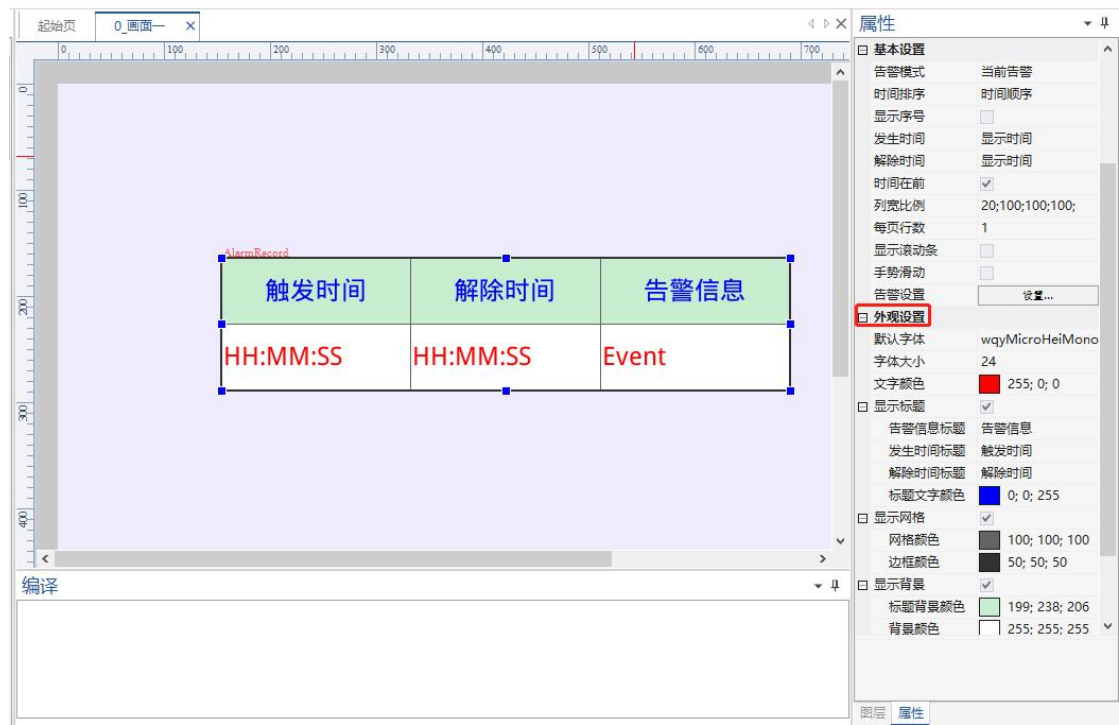 起始页
0_画面一
属性
0 100 200 300 400 500 600 700
0
100
200
300
400
AlarmRecord
触发时间 解除时间 告警信息
HH:MM:SS HH:MM:SS Event
编译
基本设置
告警模式 当前告警
时间排序 时间顺序
显示序号
发生时间 显示时间
解除时间 显示时间
时间在前
列宽比例 20;100;100;100;
每页行数 1
显示滚动条
手势滑动
告警设置 设置...
外观设置
默认字体 wqyMicroHeiMono
字体大小 24
文字颜色 255; 0; 0
显示标题
告警信息标题 告警信息
发生时间标题 触发时间
解除时间标题 解除时间
标题文字颜色 0; 0; 255
显示网格
网格颜色 100; 100; 100
边框颜色 50; 50; 50
显示背景
标题背景颜色 199; 238; 206
背景颜色 255; 255; 255
图层 属性